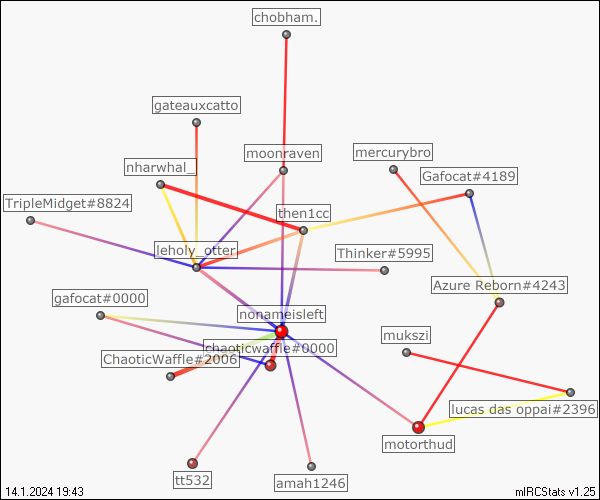 chobham.
gateauxcatto
moonraven
mercurybro
nharwhal_
Gafocat#4189
TripleMidget#8824
then1cc
leholy_otter
Thinker#5995
Azure Reborn#4243
gafocat#0000
nonameisleft
mukszi
chaoticwaffle#0000
ChaoticWaffle#2006
lucas das oppai#2396
motorthud
tt532
amah1246
14.1.2024 19:43
mIRCStats v1.25